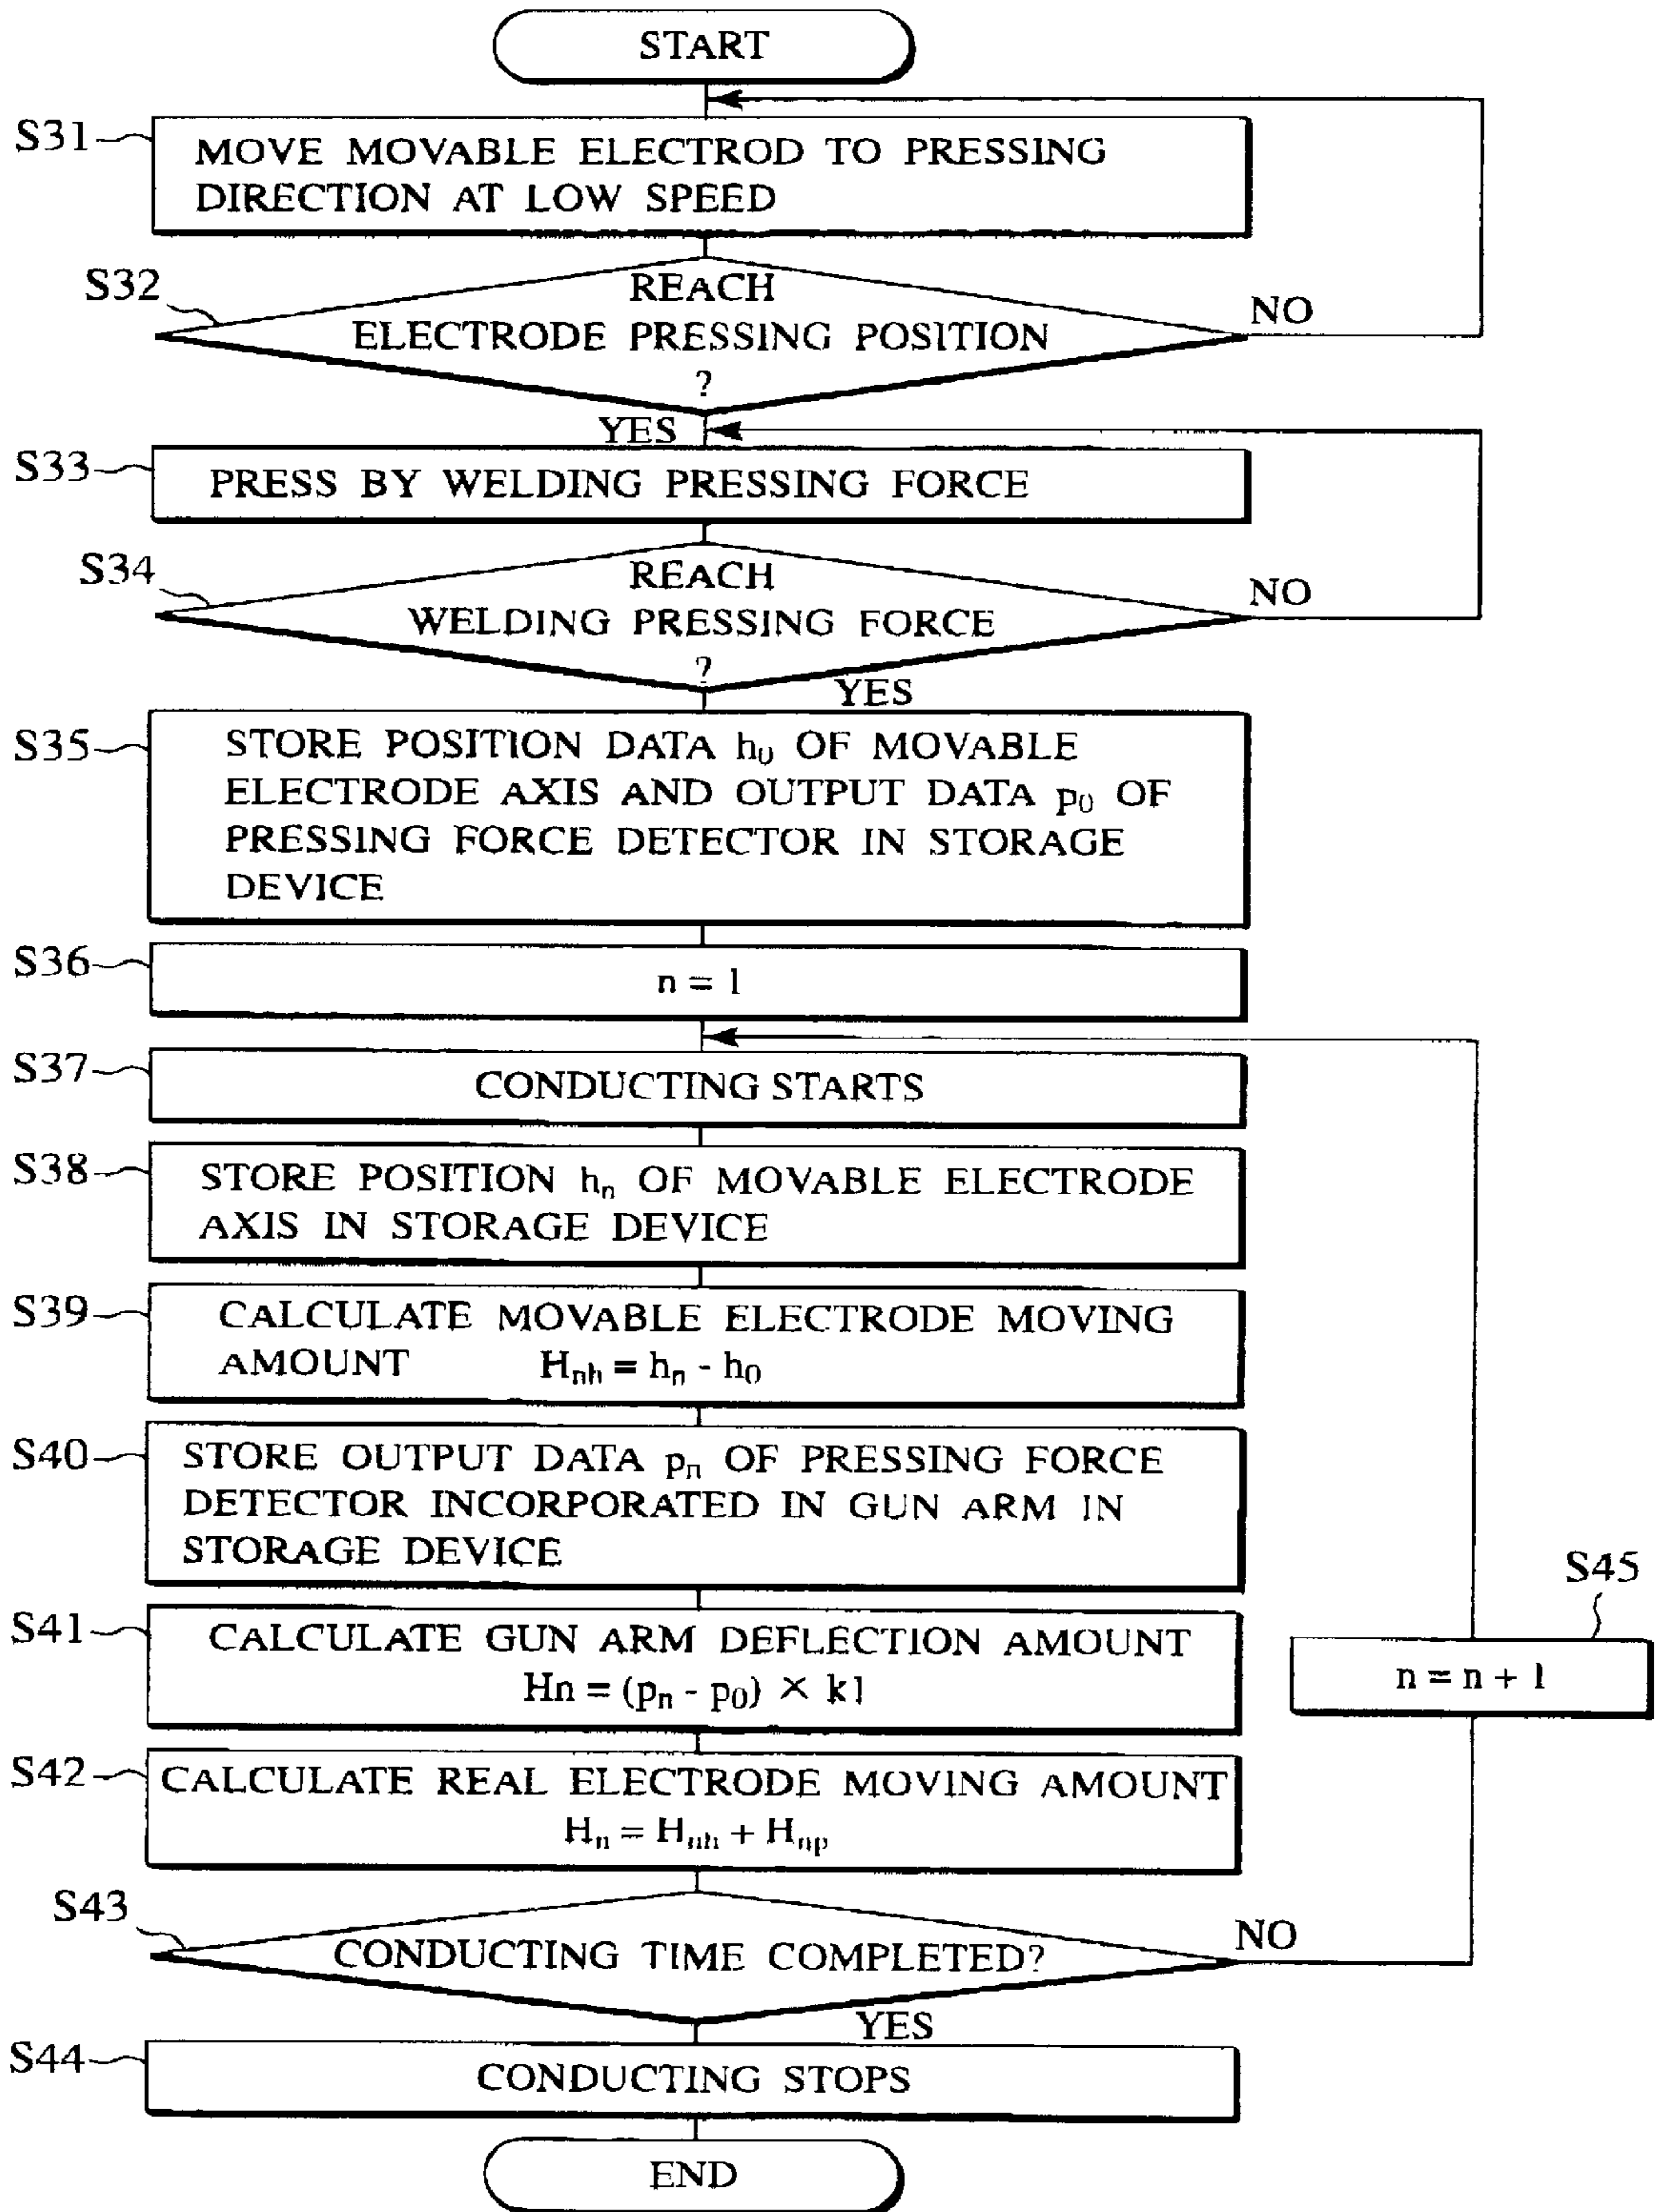 START
S31
MOVE MOVABLE ELECTROD TO PRESSING
DIRECTION AT LOW SPEED
S32
REACH
ELECTRODE PRESSING POSITION
?
NO
YES
S33
PRESS BY WELDING PRESSING FORCE
S34
REACH
WELDING PRESSING FORCE
?
NO
YES
S35
STORE POSITION DATA h₀ OF MOVABLE
ELECTRODE AXIS AND OUTPUT DATA p₀ OF
PRESSING FORCE DETECTOR IN STORAGE
DEVICE
S36
n = 1
S37
CONDUCTING STARTS
S38
STORE POSITION hₙ OF MOVABLE ELECTRODE
AXIS IN STORAGE DEVICE
S39
CALCULATE MOVABLE ELECTRODE MOVING
AMOUNT Hₙₕ = hₙ - h₀
S40
STORE OUTPUT DATA pₙ OF PRESSING FORCE
DETECTOR INCORPORATED IN GUN ARM IN
STORAGE DEVICE
S41
CALCULATE GUN ARM DEFLECTION AMOUNT
Hn = (pₙ - p₀) × k1
S45
n = n + 1
S42
CALCULATE REAL ELECTRODE MOVING AMOUNT
Hₙ = Hₙₕ + Hₙₚ
S43
CONDUCTING TIME COMPLETED?
NO
YES
S44
CONDUCTING STOPS
END